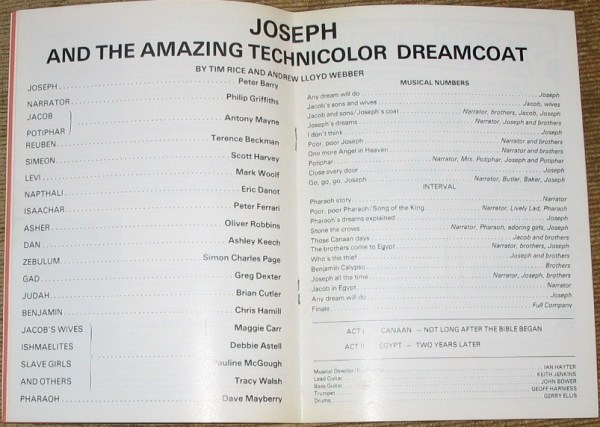 JOSEPH
AND THE AMAZING TECHNICOLOR DREAMCOAT
BY TIM RICE AND ANDREW LLOYD WEBBER
JOSEPH Peter Barry
NARRATOR Philip Griffiths
JACOB
POTIPHAR Antony Mayne
REUBEN Terence Beckman
SIMEON Scott Harvey
LEVI Mark Woolf
NAPTHALI Eric Danot
ISAACHAR Peter Ferrari
ASHER Oliver Robbins
DAN Ashley Keech
ZEBULUM Simon Charles Page
GAD Greg Dexter
JUDAH Brian Cutler
BENJAMIN Chris Hamill
JACOB'S WIVES Maggie Carr
ISHMAELITES Debbie Astell
SLAVE GIRLS Pauline McGough
AND OTHERS Tracy Walsh
PHARAOH Dave Mayberry
MUSICAL NUMBERS
Any dream will do Joseph
Jacob's sons and wives Jacob, wives
Jacob and sons/Joseph's coat Narrator, brothers, Jacob, Joseph
Joseph's dreams Narrator, Joseph and brothers
I don't think Joseph
Poor, poor Joseph Narrator and brothers
One more Angel in Heaven Narrator and brothers
Potiphar Narrator, Mrs. Potiphar, Joseph and Potiphar
Close every door Joseph
Go, go, go, Joseph Narrator, Butler, Baker, Joseph
INTERVAL
Pharaoh story Narrator
Poor, poor Pharaoh/Song of the King Narrator, Lively Lad, Pharaoh
Pharaoh's dreams explained Joseph
Stone the crows Narrator, Pharaoh, adoring gals, Joseph
Those Canaan days Jacob and brothers
The brothers come to Egypt Narrator, brothers, Joseph
Who's the thief Joseph and brothers
Benjamin Calypso Brothers
Joseph all the time Narrator, Joseph, brothers
Jacob in Egypt Narrator
Any dream will do Joseph
Finale Full Company
ACT I CANAAN – NOT LONG AFTER THE BIBLE BEGAN
ACT II EGYPT – TWO YEARS LATER
Musical Director IAN HAYTER
Lead Guitar KEITH JENKINS
Bass Guitar JOHN BOWER
Trumpet GEOFF HARNESS
Drums GERRY ELLIS